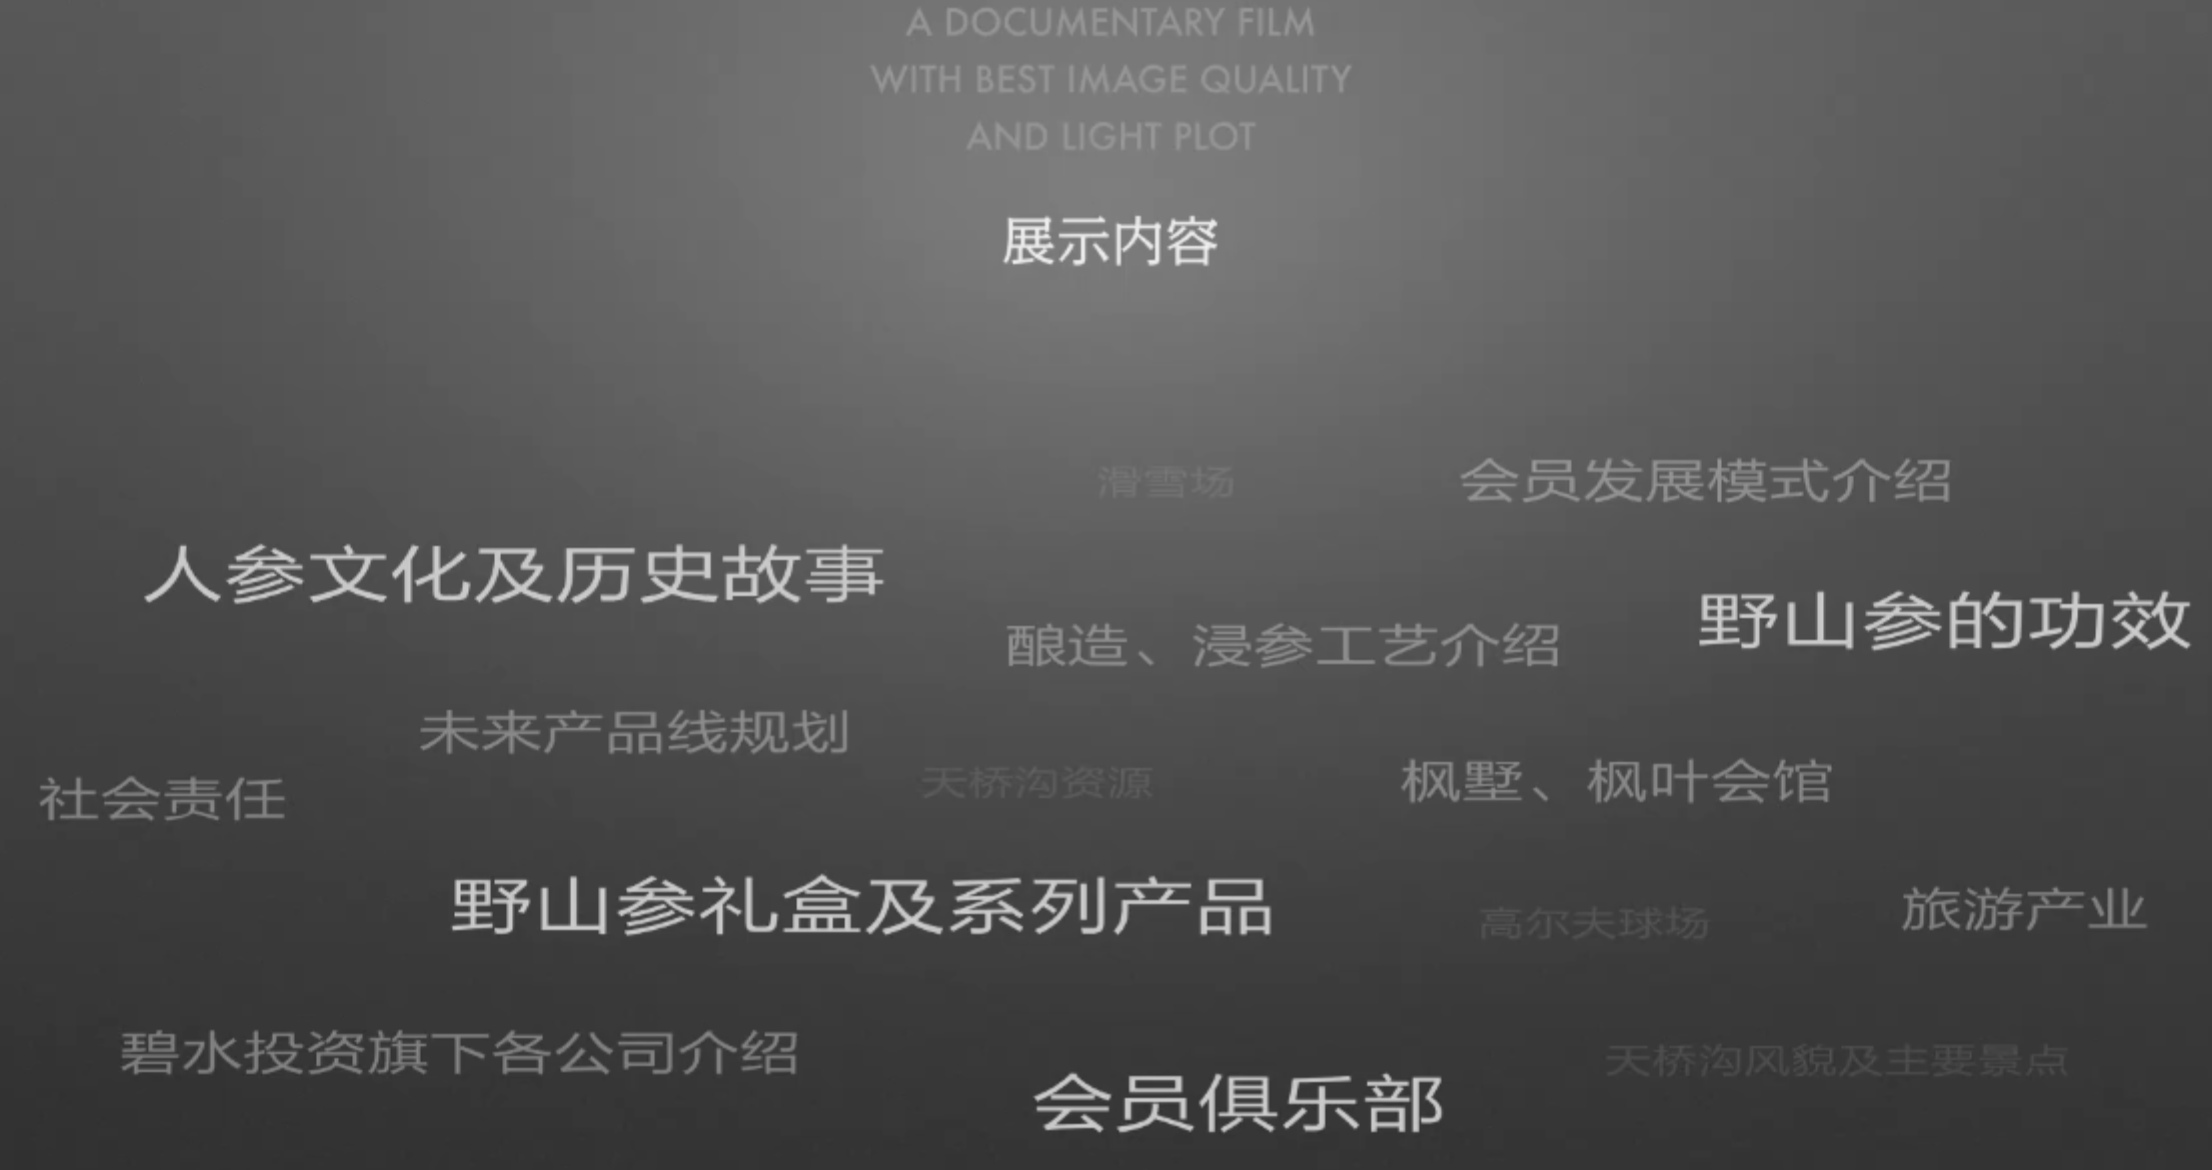 A DOCUMENTARY FILM
WITH BEST IMAGE QUALITY
AND LIGHT PLOT
展示内容
滑雪场
会员发展模式介绍
人参文化及历史故事
野山参的功效
酿造、浸参工艺介绍
未来产品线规划
天桥沟资源
枫墅、枫叶会馆
社会责任
野山参礼盒及系列产品
高尔夫球场
旅游产业
碧水投资旗下各公司介绍
天桥沟风貌及主要景点
会员俱乐部